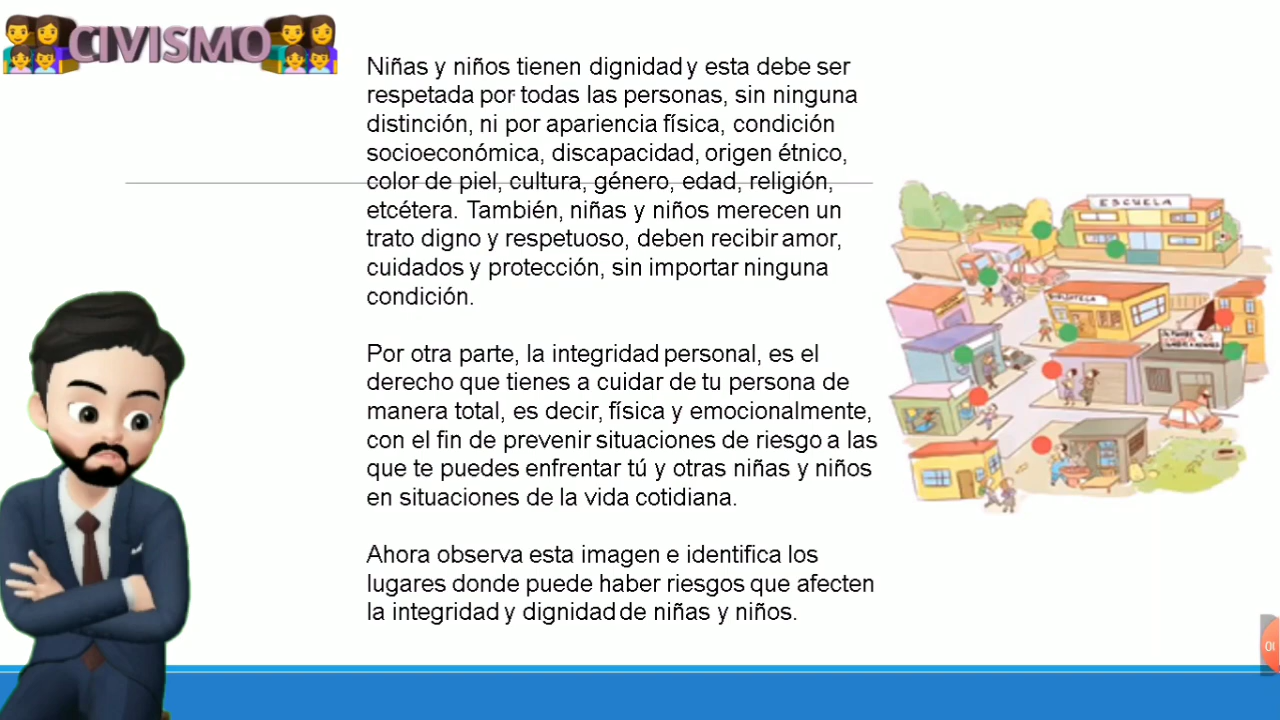 CIVISMO
Niñas y niños tienen dignidad y esta debe ser
respetada por todas las personas, sin ninguna
distinción, ni por apariencia física, condición
socioeconómica, discapacidad, origen étnico,
color de piel, cultura, género, edad, religión,
etcétera. También, niñas y niños merecen un
trato digno y respetuoso, deben recibir amor,
cuidados y protección, sin importar ninguna
condición.
Por otra parte, la integridad personal, es el
derecho que tienes a cuidar de tu persona de
manera total, es decir, física y emocionalmente,
con el fin de prevenir situaciones de riesgo a las
que te puedes enfrentar tú y otras niñas y niños
en situaciones de la vida cotidiana.
Ahora observa esta imagen e identifica los
lugares donde puede haber riesgos que afecten
la integridad y dignidad de niñas y niños.
ESCUELA
BIBLIOTECA